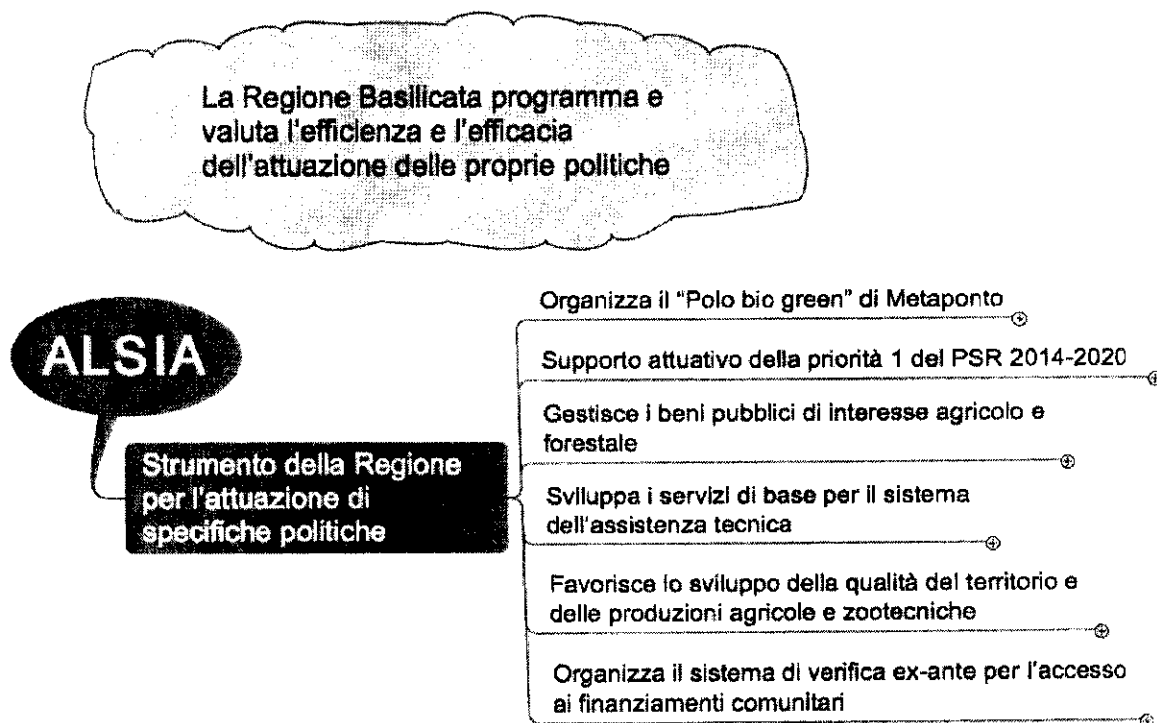 La Regione Basilicata programma e
valuta l'efficienza e l'efficacia
dell'attuazione delle proprie politiche
ALSIA
Strumento della Regione
per l'attuazione di
specifiche politiche
Organizza il “Polo bio green” di Metaponto
Supporto attuativo della priorità 1 del PSR 2014-2020
Gestisce i beni pubblici di interesse agricolo e
forestale
Sviluppa i servizi di base per il sistema
dell'assistenza tecnica
Favorisce lo sviluppo della qualità del territorio e
delle produzioni agricole e zootecniche
Organizza il sistema di verifica ex-ante per l'accesso
ai finanziamenti comunitari